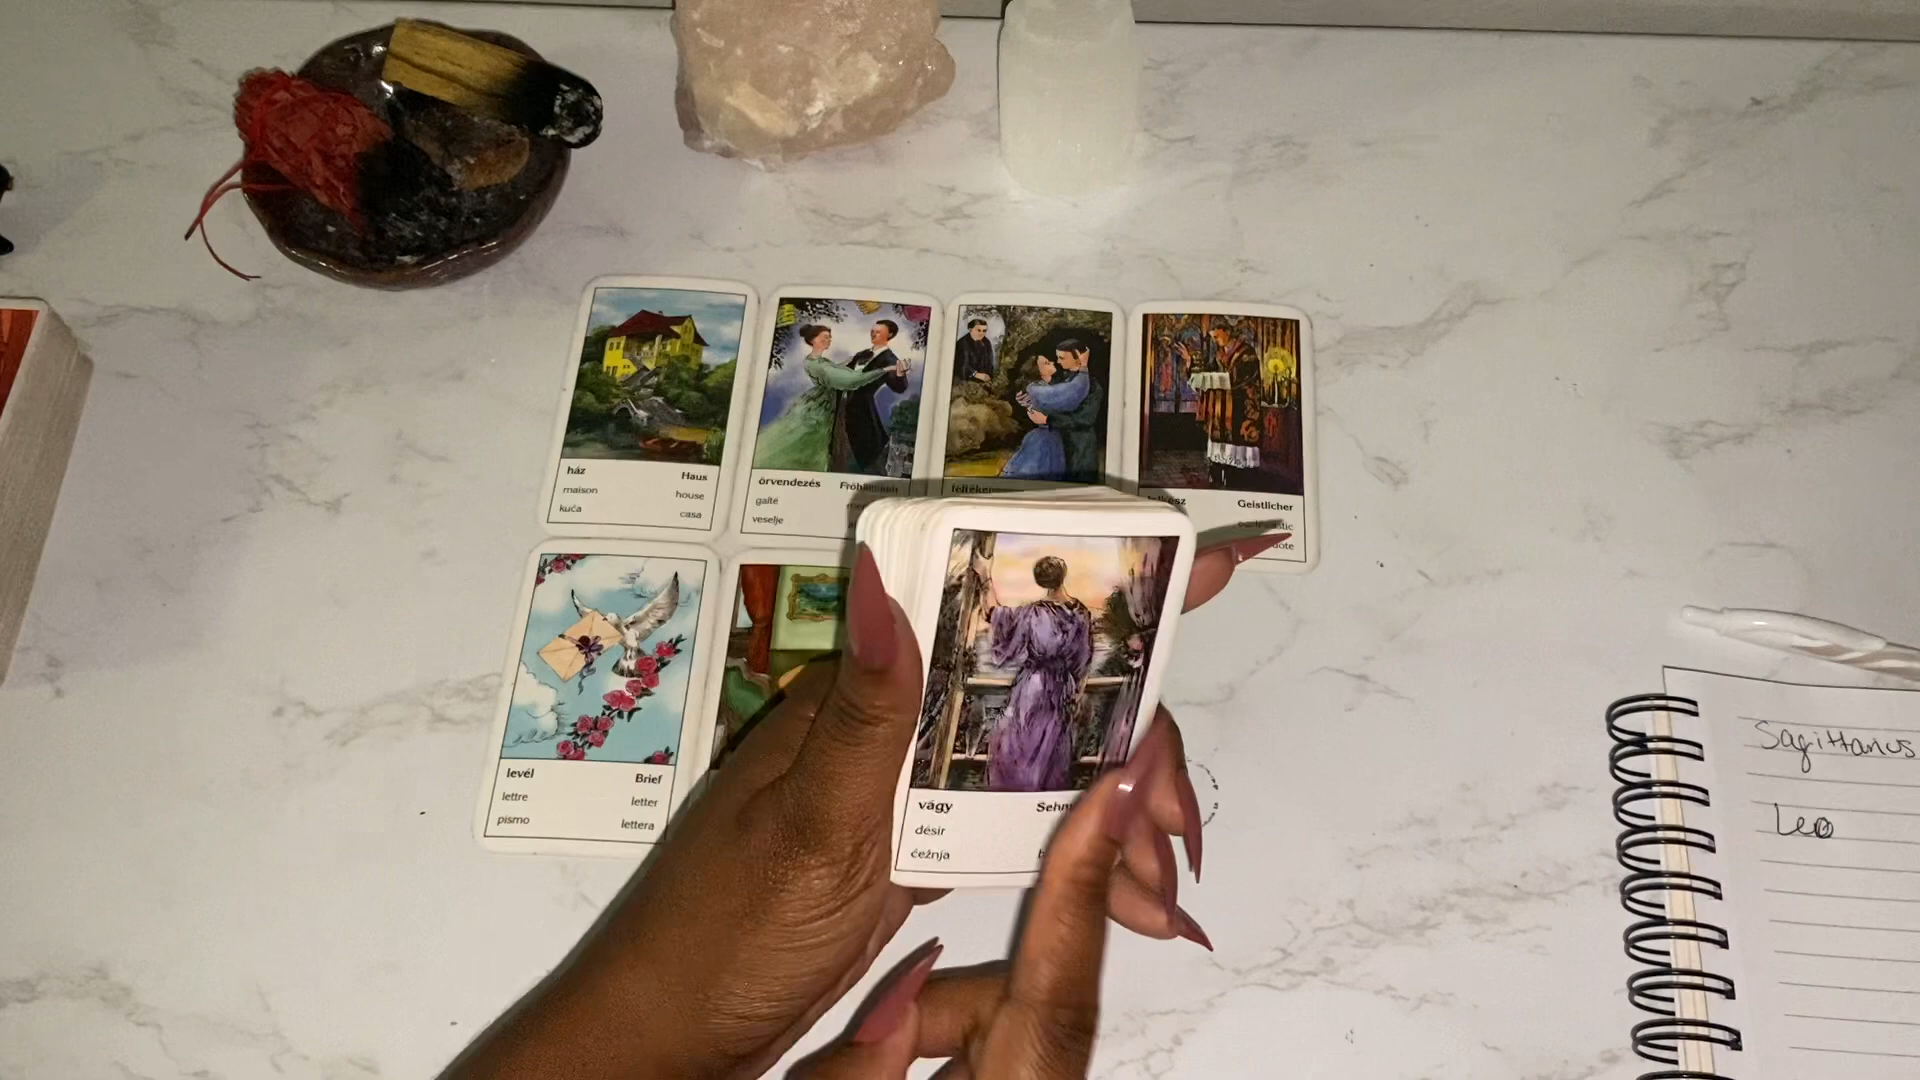 ház Haus
maison house
kuća casa
örvendezés
gaîté
veselje
Geistlicher
levél Brief
lettre letter
pismo lettera
vágy
désir
čežnja
Sagittarius
Leo